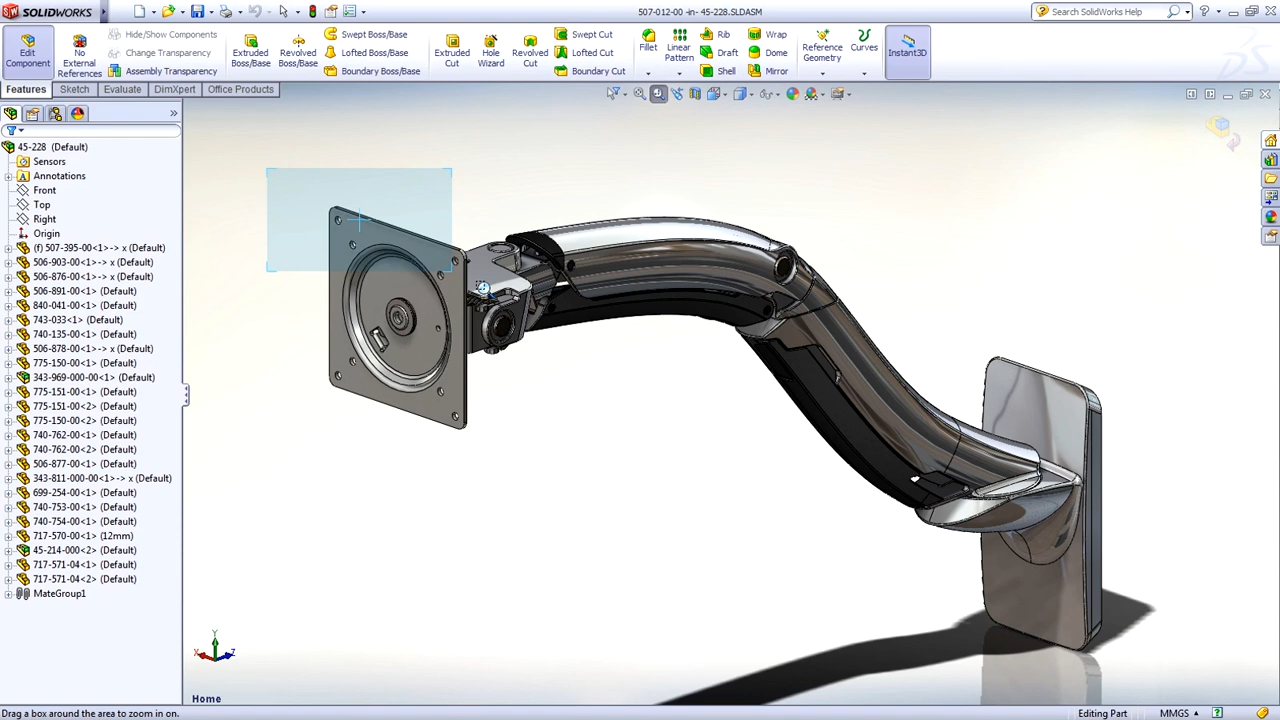 SOLIDWORKS
507-012-00 -in- 45-228.SLDASM
Search SolidWorks Help
Edit Component
No External References
Hide/Show Components
Change Transparency
Assembly Transparency
Extruded Boss/Base
Revolved Boss/Base
Swept Boss/Base
Lofted Boss/Base
Boundary Boss/Base
Extruded Cut
Hole Wizard
Revolved Cut
Swept Cut
Lofted Cut
Boundary Cut
Fillet
Linear Pattern
Rib
Draft
Shell
Wrap
Dome
Mirror
Reference Geometry
Curves
Instant3D
Features
Sketch
Evaluate
DimXpert
Office Products
45-228 (Default)
Sensors
Annotations
Front
Top
Right
Origin
(f) 507-395-00<1>-> x (Default)
506-903-00<1>-> x (Default)
506-876-00<1>-> x (Default)
506-891-00<1> (Default)
840-041-00<1> (Default)
743-033<1> (Default)
740-135-00<1> (Default)
506-878-00<1>-> x (Default)
775-150-00<1> (Default)
343-969-000-00<1> (Default)
775-151-00<1> (Default)
775-151-00<2> (Default)
775-150-00<2> (Default)
740-762-00<1> (Default)
740-762-00<2> (Default)
506-877-00<1> (Default)
343-811-000-00<1>-> x (Default)
699-254-00<1> (Default)
740-753-00<1> (Default)
740-754-00<1> (Default)
717-570-00<1> (12mm)
45-214-000<2> (Default)
717-571-04<1> (Default)
717-571-04<2> (Default)
MateGroup1
Y
X
Z
Home
Drag a box around the area to zoom in on.
Editing Part
MMGS